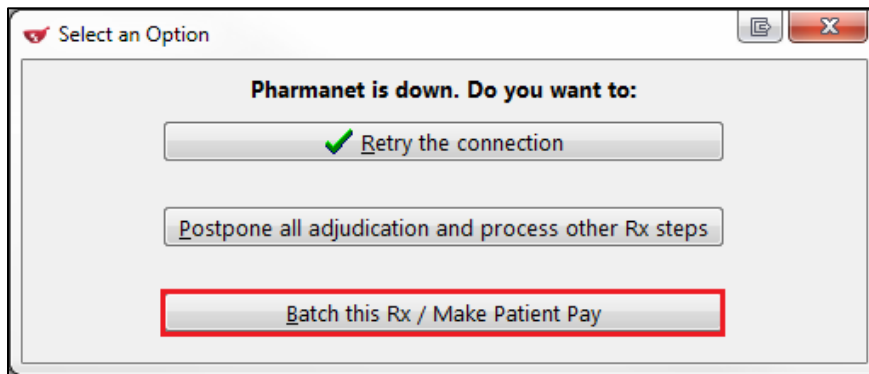 Select an Option
Pharmanet is down. Do you want to:
Retry the connection
Postpone all adjudication and process other Rx steps
Batch this Rx / Make Patient Pay